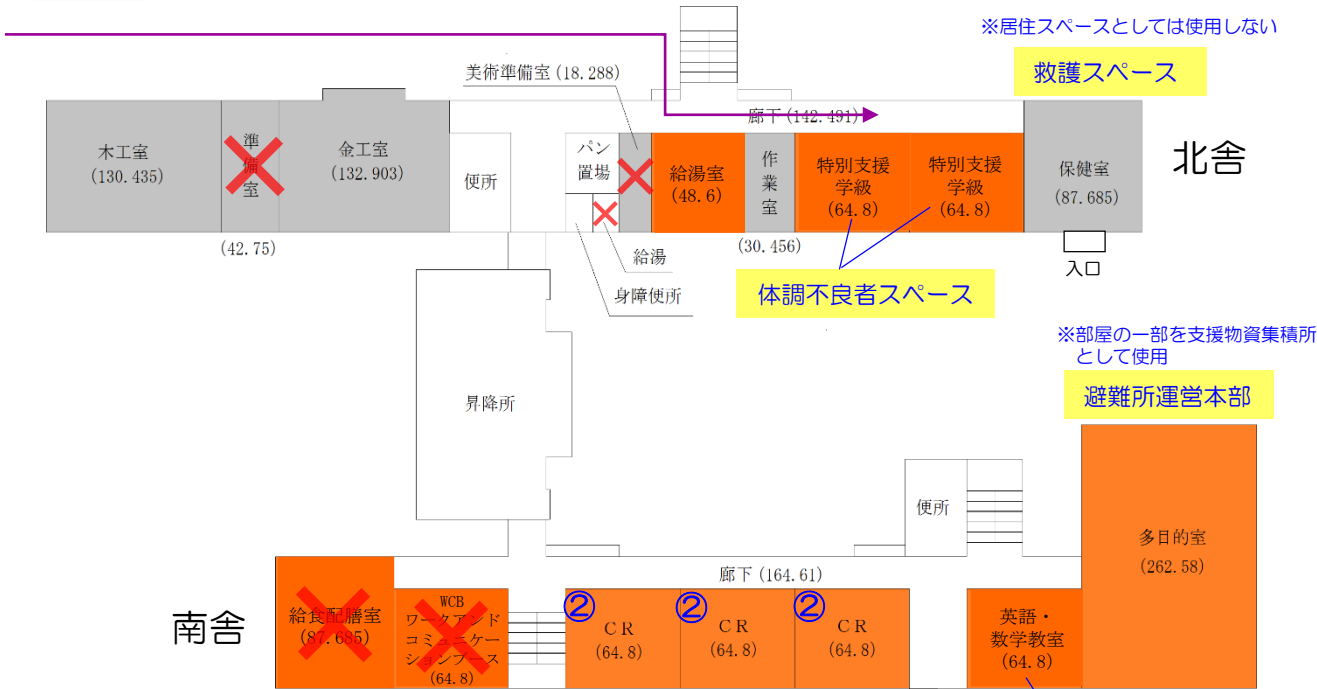 ※居住スペースとしては使用しない
救護スペース
美術準備室(18.288)
廊下(142.491)
木工室
(130.435)
準
備
室
金工室
(132.903)
便所
パン
置場
給湯室
(48.6)
作
業
室
特別支援
学級
(64.8)
特別支援
学級
(64.8)
保健室
(87.685)
北舎
(42.75)
(30.456)
入口
給湯
身障便所
体調不良者スペース
※部屋の一部を支援物資集積所
として使用
避難所運営本部
昇降所
便所
多目的室
(262.58)
廊下(164.61)
南舎
給食配膳室
(87.685)
WCB
ワークアンド
コミュニケー
ションブース
(64.8)
②
CR
(64.8)
②
CR
(64.8)
②
CR
(64.8)
英語・
数学教室
(64.8)